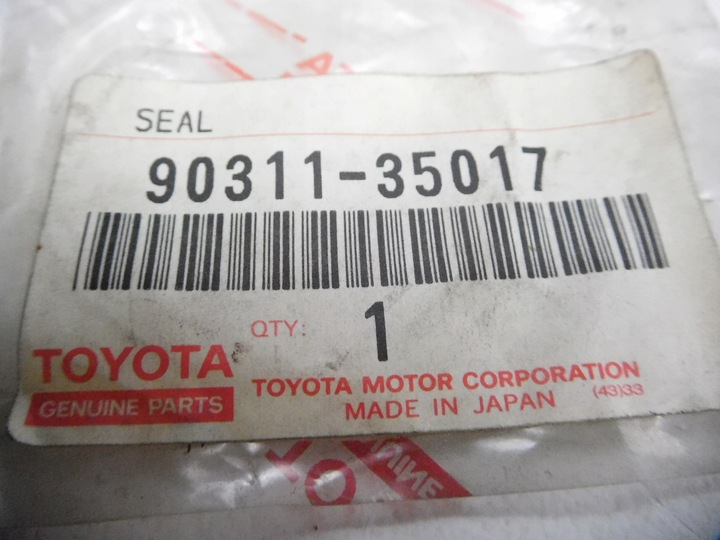 SEAL
90311-35017
QTY: 1
TOYOTA
GENUINE PARTS
TOYOTA MOTOR CORPORATION
MADE IN JAPAN (43)33